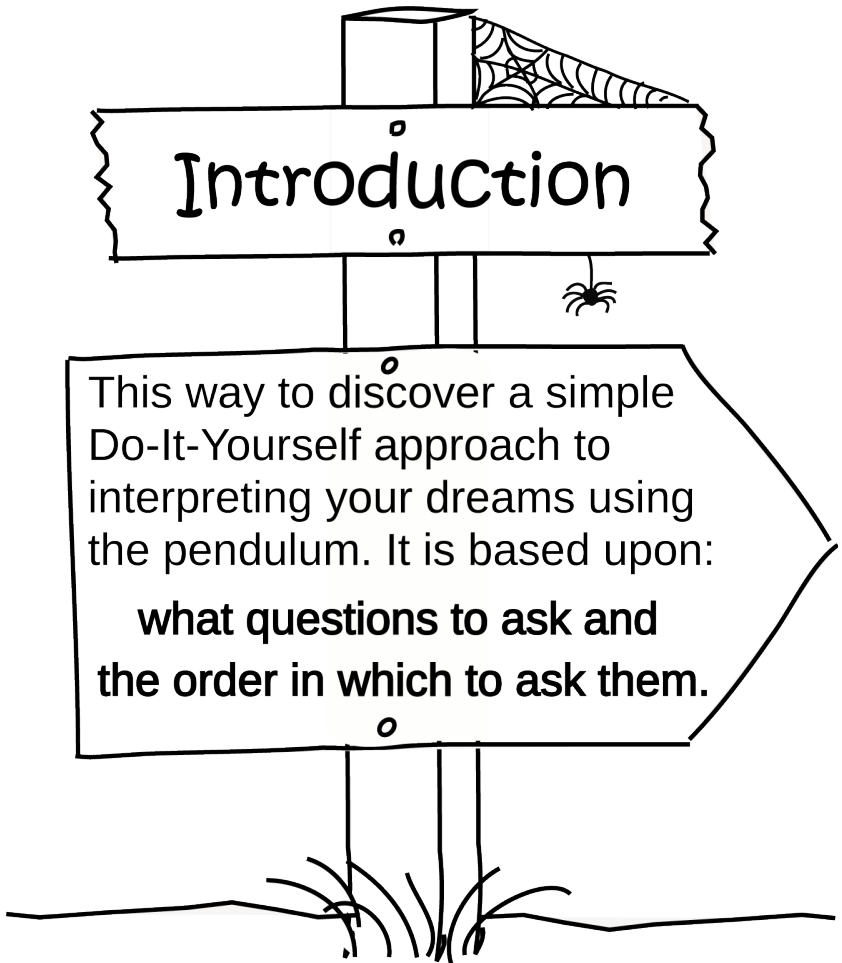 Introduction
This way to discover a simple
Do-It-Yourself approach to
interpreting your dreams using
the pendulum. It is based upon:
what questions to ask and
the order in which to ask them.